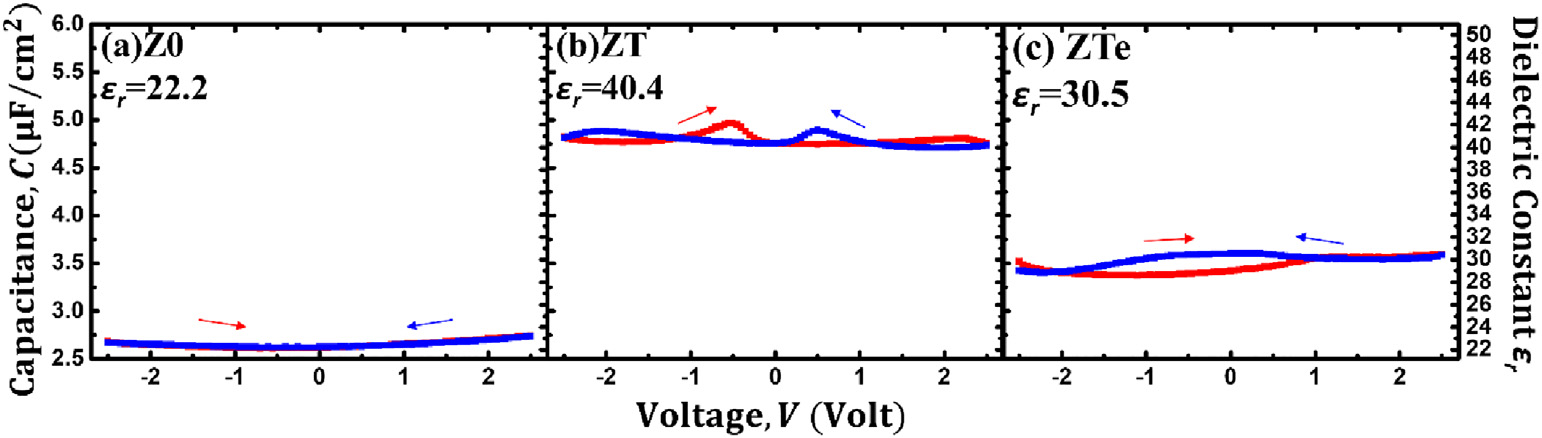 Capacitance, C (μF/cm²)
6.0
5.5
5.0
4.5
4.0
3.5
3.0
2.5
(a)Z0
εr=22.2
-2 -1 0 1 2
(b)ZT
εr=40.4
-2 -1 0 1 2
(c) ZTe
εr=30.5
-2 -1 0 1 2
50
48
46
44
42
40
38
36
34
32
30
28
26
24
22
Dielectric Constant εr
Voltage, V (Volt)